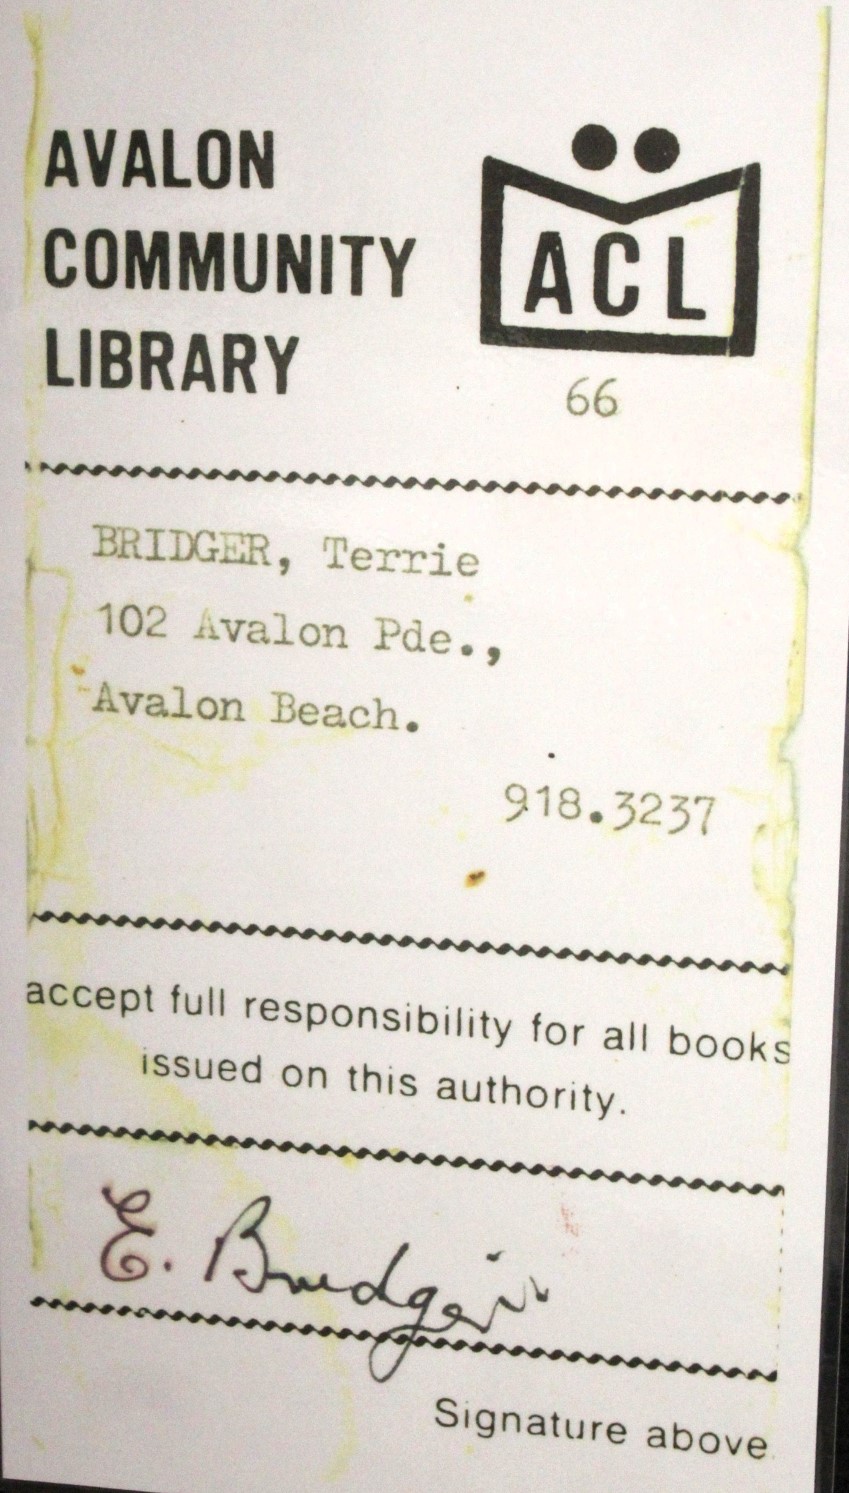 AVALON
COMMUNITY
LIBRARY
ACL
66
BRIDGER, Terrie
102 Avalon Pde.,
Avalon Beach.
918.3237
accept full responsibility for all books
issued on this authority.
E. Bridger
Signature above